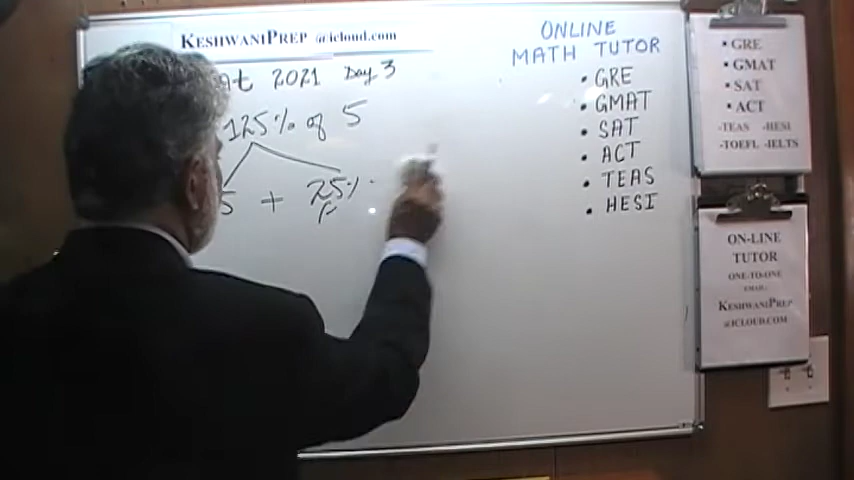 KESHWANIPREP @icloud.com
at 2021 Day 3
125% of 5
5 + 25%
ONLINE
MATH TUTOR
• GRE
• GMAT
• SAT
• ACT
• TEAS
• HESI
• GRE
• GMAT
• SAT
• ACT
-TEAS -HESI
-TOEFL -IELTS
ON-LINE
TUTOR
ONE-TO-ONE
EMAIL:
KESHWANIPREP
@ICLOUD.COM